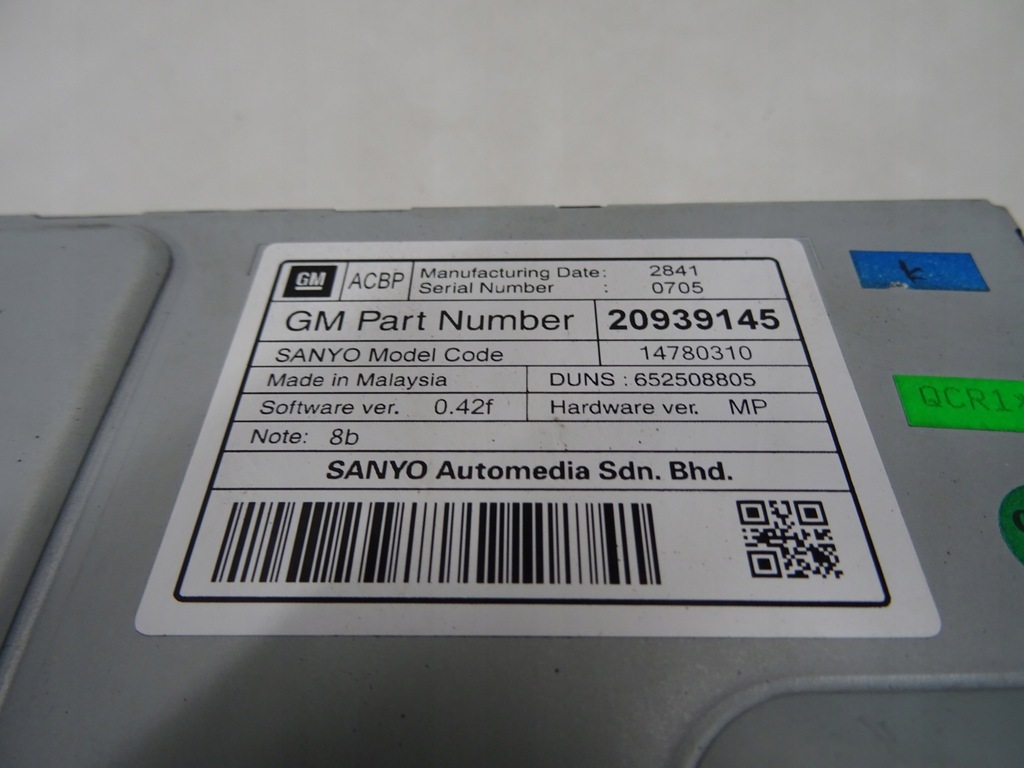 GM ACBP Manufacturing Date: 2841
Serial Number : 0705
GM Part Number 20939145
SANYO Model Code 14780310
Made in Malaysia DUNS : 652508805
Software ver. 0.42f Hardware ver. MP
Note: 8b
SANYO Automedia Sdn. Bhd.
QCR1